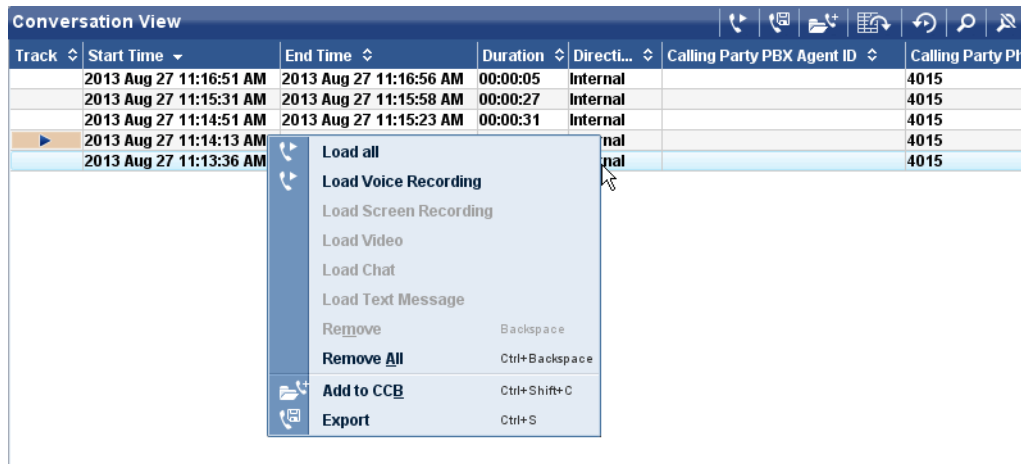 Conversation View
Track Start Time End Time Duration Directi... Calling Party PBX Agent ID Calling Party Ph
2013 Aug 27 11:16:51 AM 2013 Aug 27 11:16:56 AM 00:00:05 Internal 4015
2013 Aug 27 11:15:31 AM 2013 Aug 27 11:15:58 AM 00:00:27 Internal 4015
2013 Aug 27 11:14:51 AM 2013 Aug 27 11:15:23 AM 00:00:31 Internal 4015
2013 Aug 27 11:14:13 AM nal 4015
2013 Aug 27 11:13:36 AM nal 4015
Load all
Load Voice Recording
Load Screen Recording
Load Video
Load Chat
Load Text Message
Remove Backspace
Remove All Ctrl+Backspace
Add to CCB Ctrl+Shift+C
Export Ctrl+S